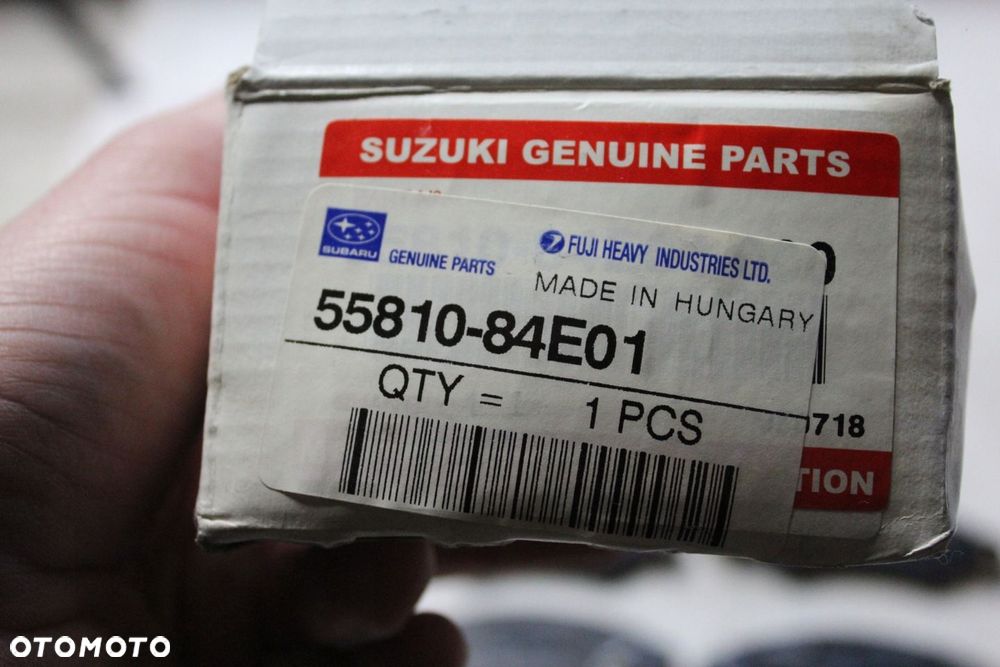 SUZUKI GENUINE PARTS
SUBARU
GENUINE PARTS
FUJI HEAVY INDUSTRIES LTD.
MADE IN HUNGARY
55810-84E01
QTY = 1 PCS
718
TION
OTOMOTO